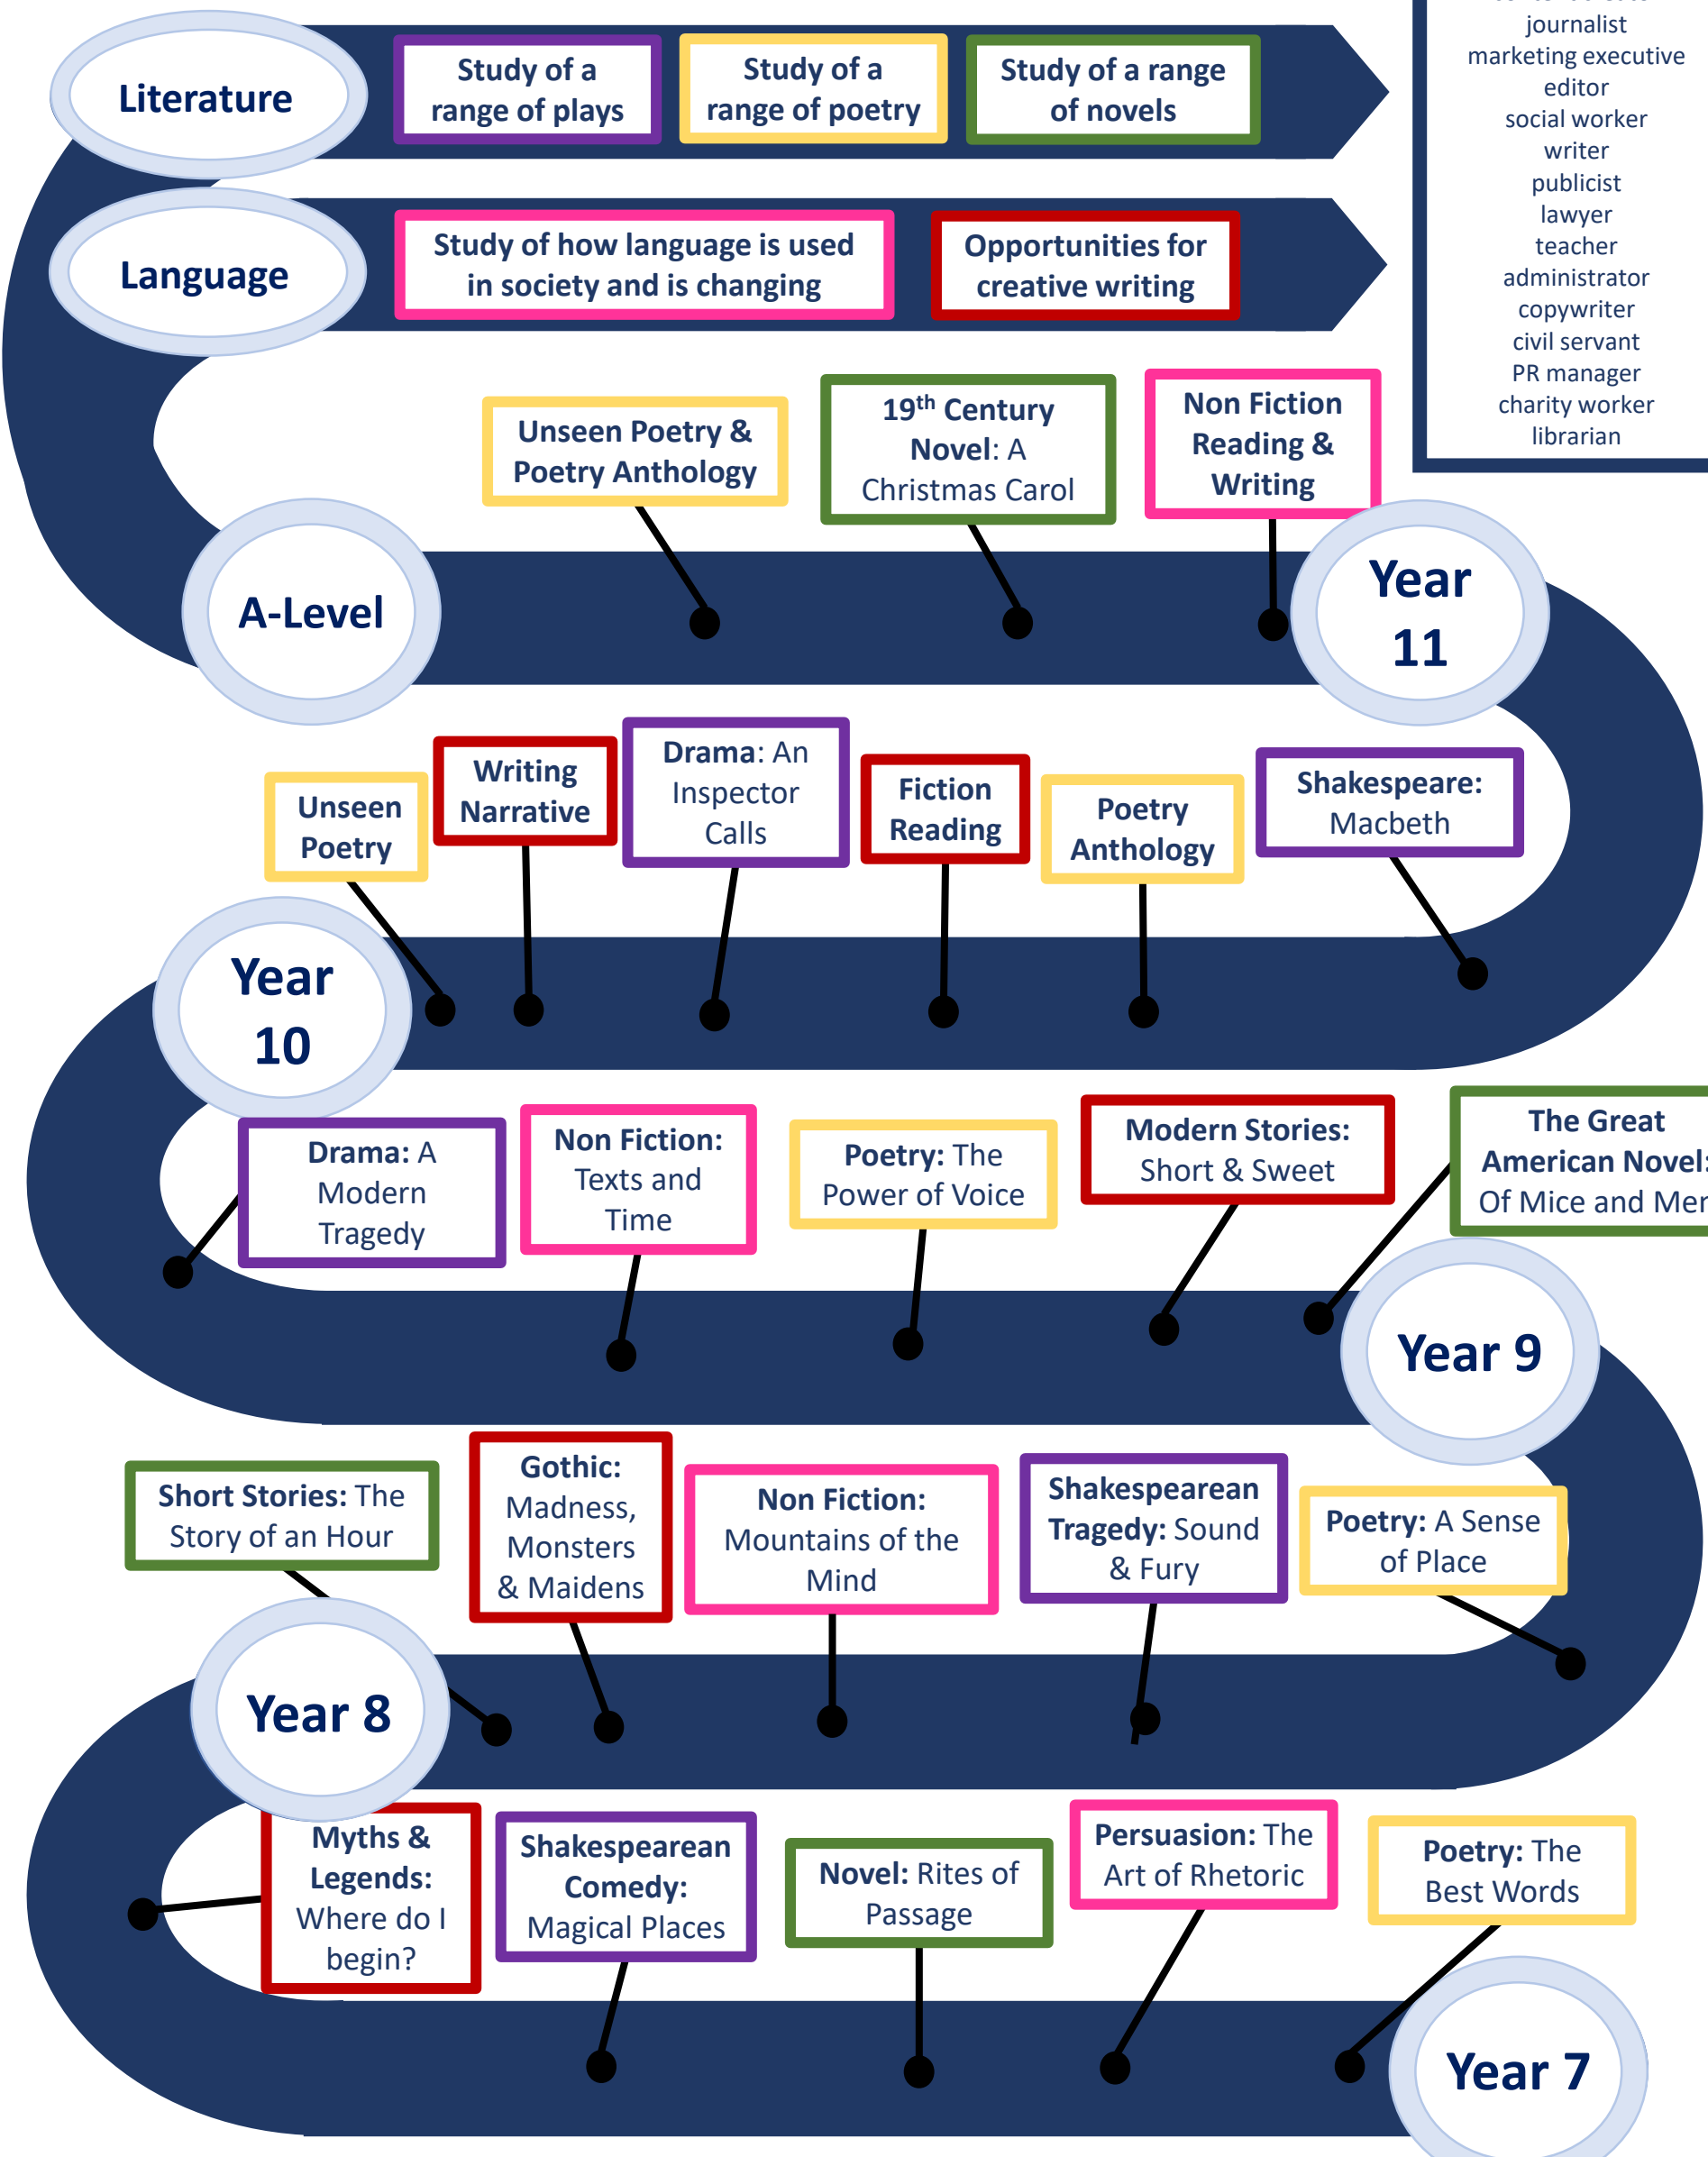 Literature
Study of a
range of plays
Study of a
range of poetry
Study of a range
of novels
journalist
marketing executive
editor
social worker
writer
publicist
lawyer
teacher
administrator
copywriter
civil servant
PR manager
charity worker
librarian
Language
Study of how language is used
in society and is changing
Opportunities for
creative writing
Unseen Poetry &
Poetry Anthology
19th Century
Novel: A
Christmas Carol
Non Fiction
Reading &
Writing
A-Level
Year
11
Unseen
Poetry
Writing
Narrative
Drama: An
Inspector
Calls
Fiction
Reading
Poetry
Anthology
Shakespeare:
Macbeth
Year
10
Drama: A
Modern
Tragedy
Non Fiction:
Texts and
Time
Poetry: The
Power of Voice
Modern Stories:
Short & Sweet
The Great
American Novel:
Of Mice and Men
Year 9
Short Stories: The
Story of an Hour
Gothic:
Madness,
Monsters
& Maidens
Non Fiction:
Mountains of the
Mind
Shakespearean
Tragedy: Sound
& Fury
Poetry: A Sense
of Place
Year 8
Myths &
Legends:
Where do I
begin?
Shakespearean
Comedy:
Magical Places
Novel: Rites of
Passage
Persuasion: The
Art of Rhetoric
Poetry: The
Best Words
Year 7